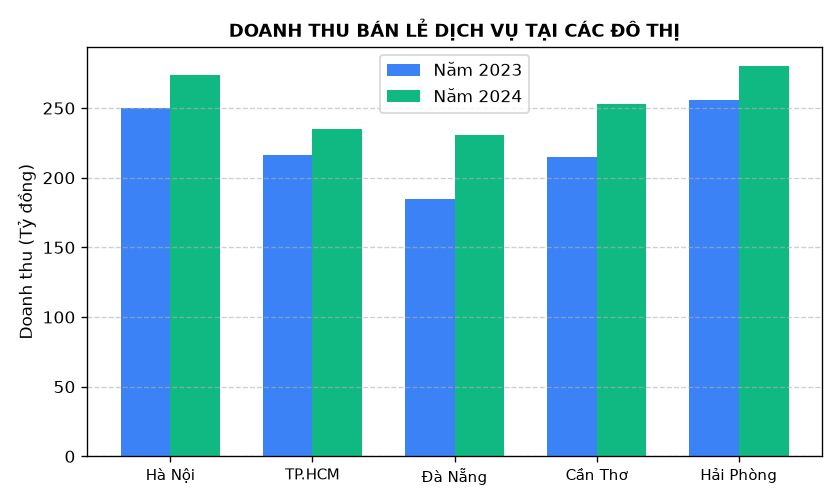 DOANH THU BÁN LẺ DỊCH VỤ TẠI CÁC ĐÔ THỊ
Năm 2023
Năm 2024
Doanh thu (Tỷ đồng)
250
200
150
100
50
0
Hà Nội
TP.HCM
Đà Nẵng
Cần Thơ
Hải Phòng